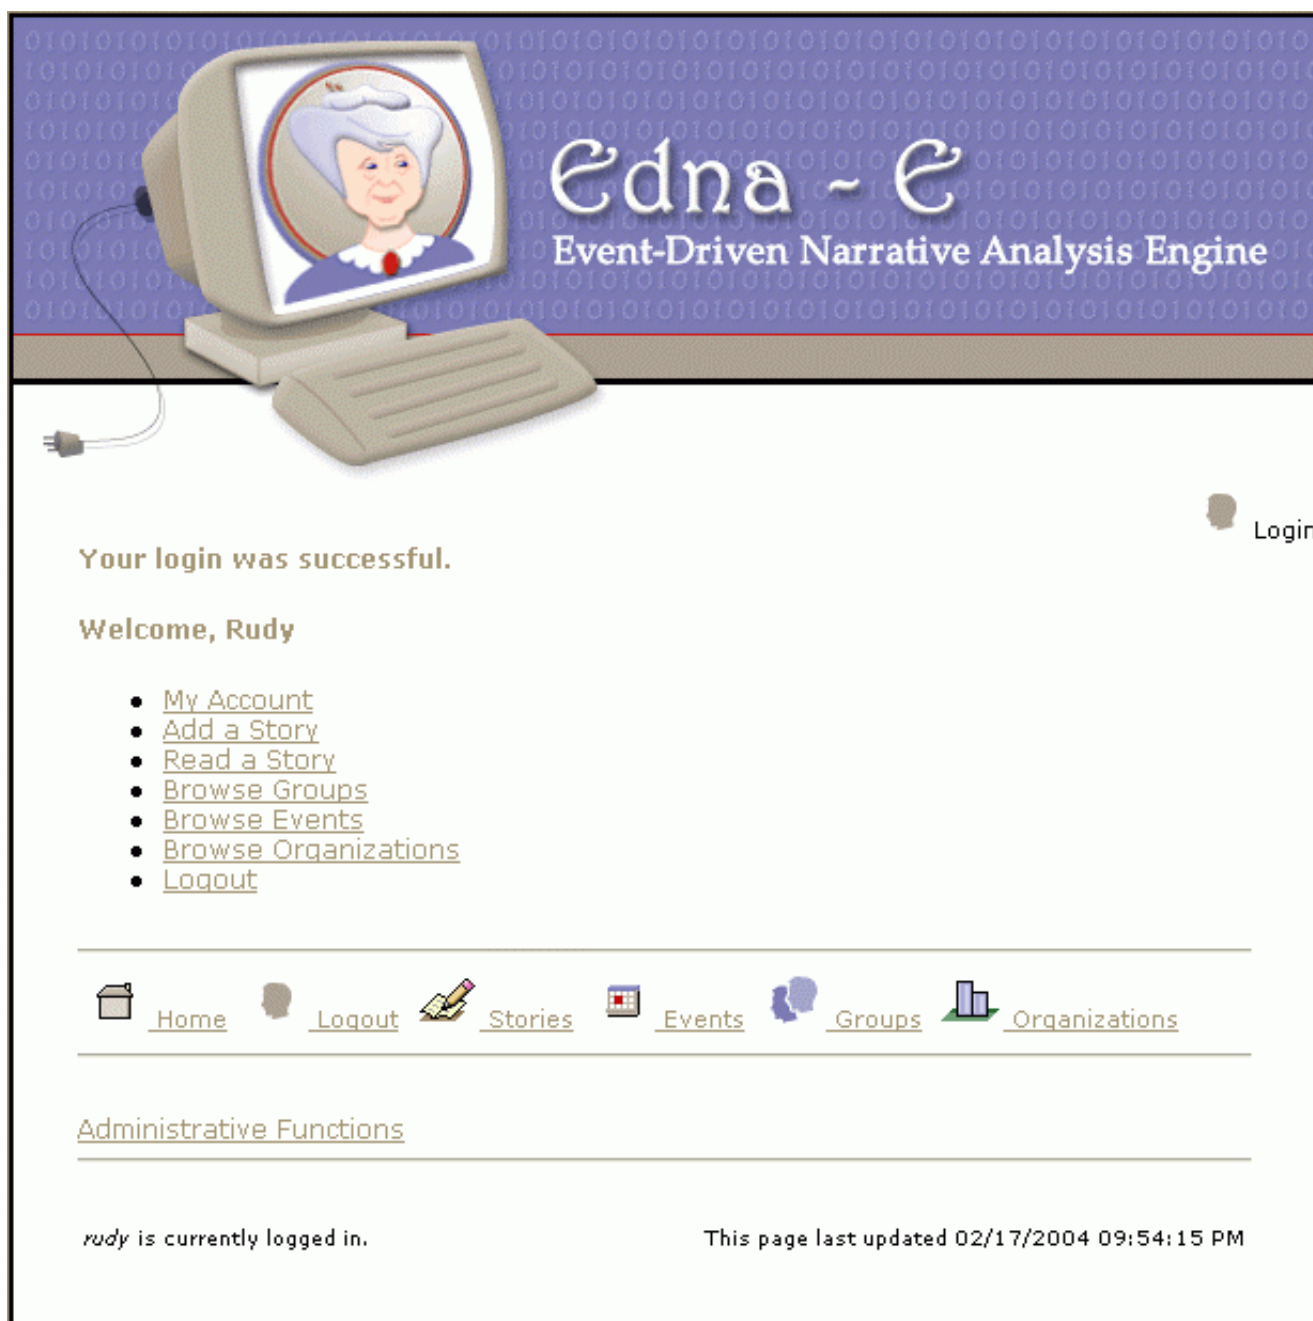 Edna - E
Event-Driven Narrative Analysis Engine
Login
Your login was successful.
Welcome, Rudy
My Account
Add a Story
Read a Story
Browse Groups
Browse Events
Browse Organizations
Logout
Home Logout Stories Events Groups Organizations
Administrative Functions
rudy is currently logged in. This page last updated 02/17/2004 09:54:15 PM